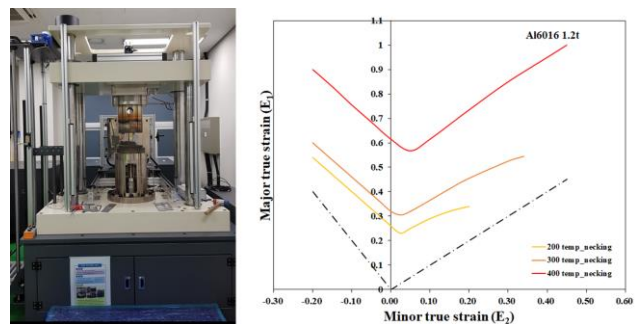 Al6016 1.2t
Major true strain (E1)
1.1
1
0.9
0.8
0.7
0.6
0.5
0.4
0.3
0.2
0.1
0
-0.30 -0.20 -0.10 0.00 0.10 0.20 0.30 0.40 0.50 0.60
Minor true strain (E2)
200 temp_necking
300 temp_necking
400 temp_necking